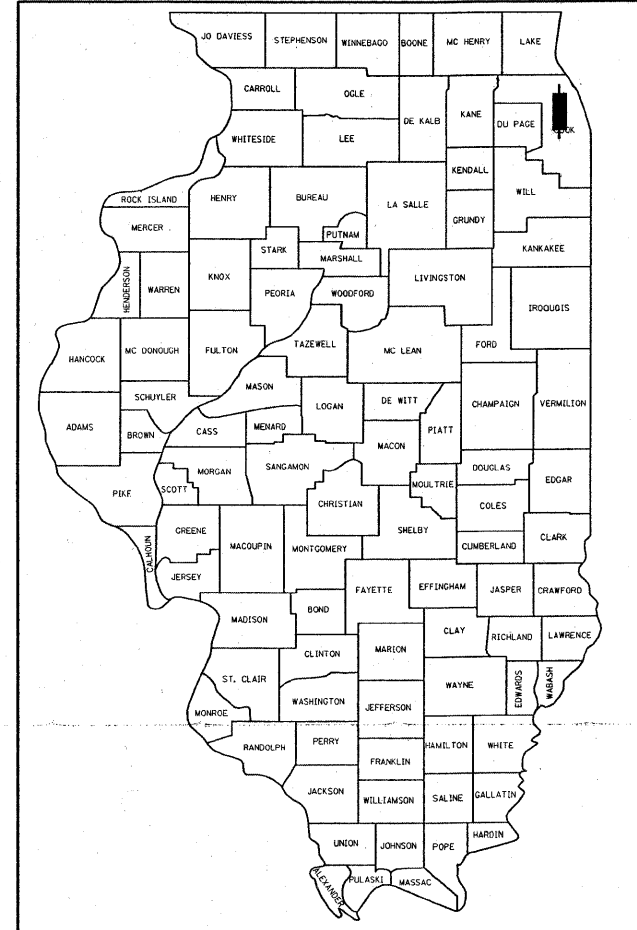 JO DAVIESS STEPHENSON WINNEBAGO BOONE MC HENRY LAKE
CARROLL OGLE DE KALB KANE DU PAGE COOK
WHITESIDE LEE
KENDALL WILL
ROCK ISLAND HENRY BUREAU LA SALLE GRUNDY
MERCER PUTNAM
STARK MARSHALL KANKAKEE
HENDERSON WARREN KNOX PEORIA WOODFORD LIVINGSTON
IROQUOIS
HANCOCK MC DONOUGH FULTON TAZEWELL MC LEAN FORD
SCHUYLER MASON LOGAN DE WITT CHAMPAIGN VERMILION
ADAMS BROWN CASS MENARD MACON PIATT
PIKE SCOTT MORGAN SANGAMON CHRISTIAN MOULTRIE DOUGLAS EDGAR
COLES
CALHOUN GREENE MACOUPIN MONTGOMERY SHELBY CUMBERLAND CLARK
JERSEY
MADISON BOND FAYETTE EFFINGHAM JASPER CRAWFORD
CLINTON MARION CLAY RICHLAND LAWRENCE
ST. CLAIR WASHINGTON JEFFERSON WAYNE EDWARDS WABASH
MONROE
RANDOLPH PERRY FRANKLIN HAMILTON WHITE
JACKSON WILLIAMSON SALINE GALLATIN
UNION JOHNSON POPE HARDIN
ALEXANDER PULASKI MASSAC